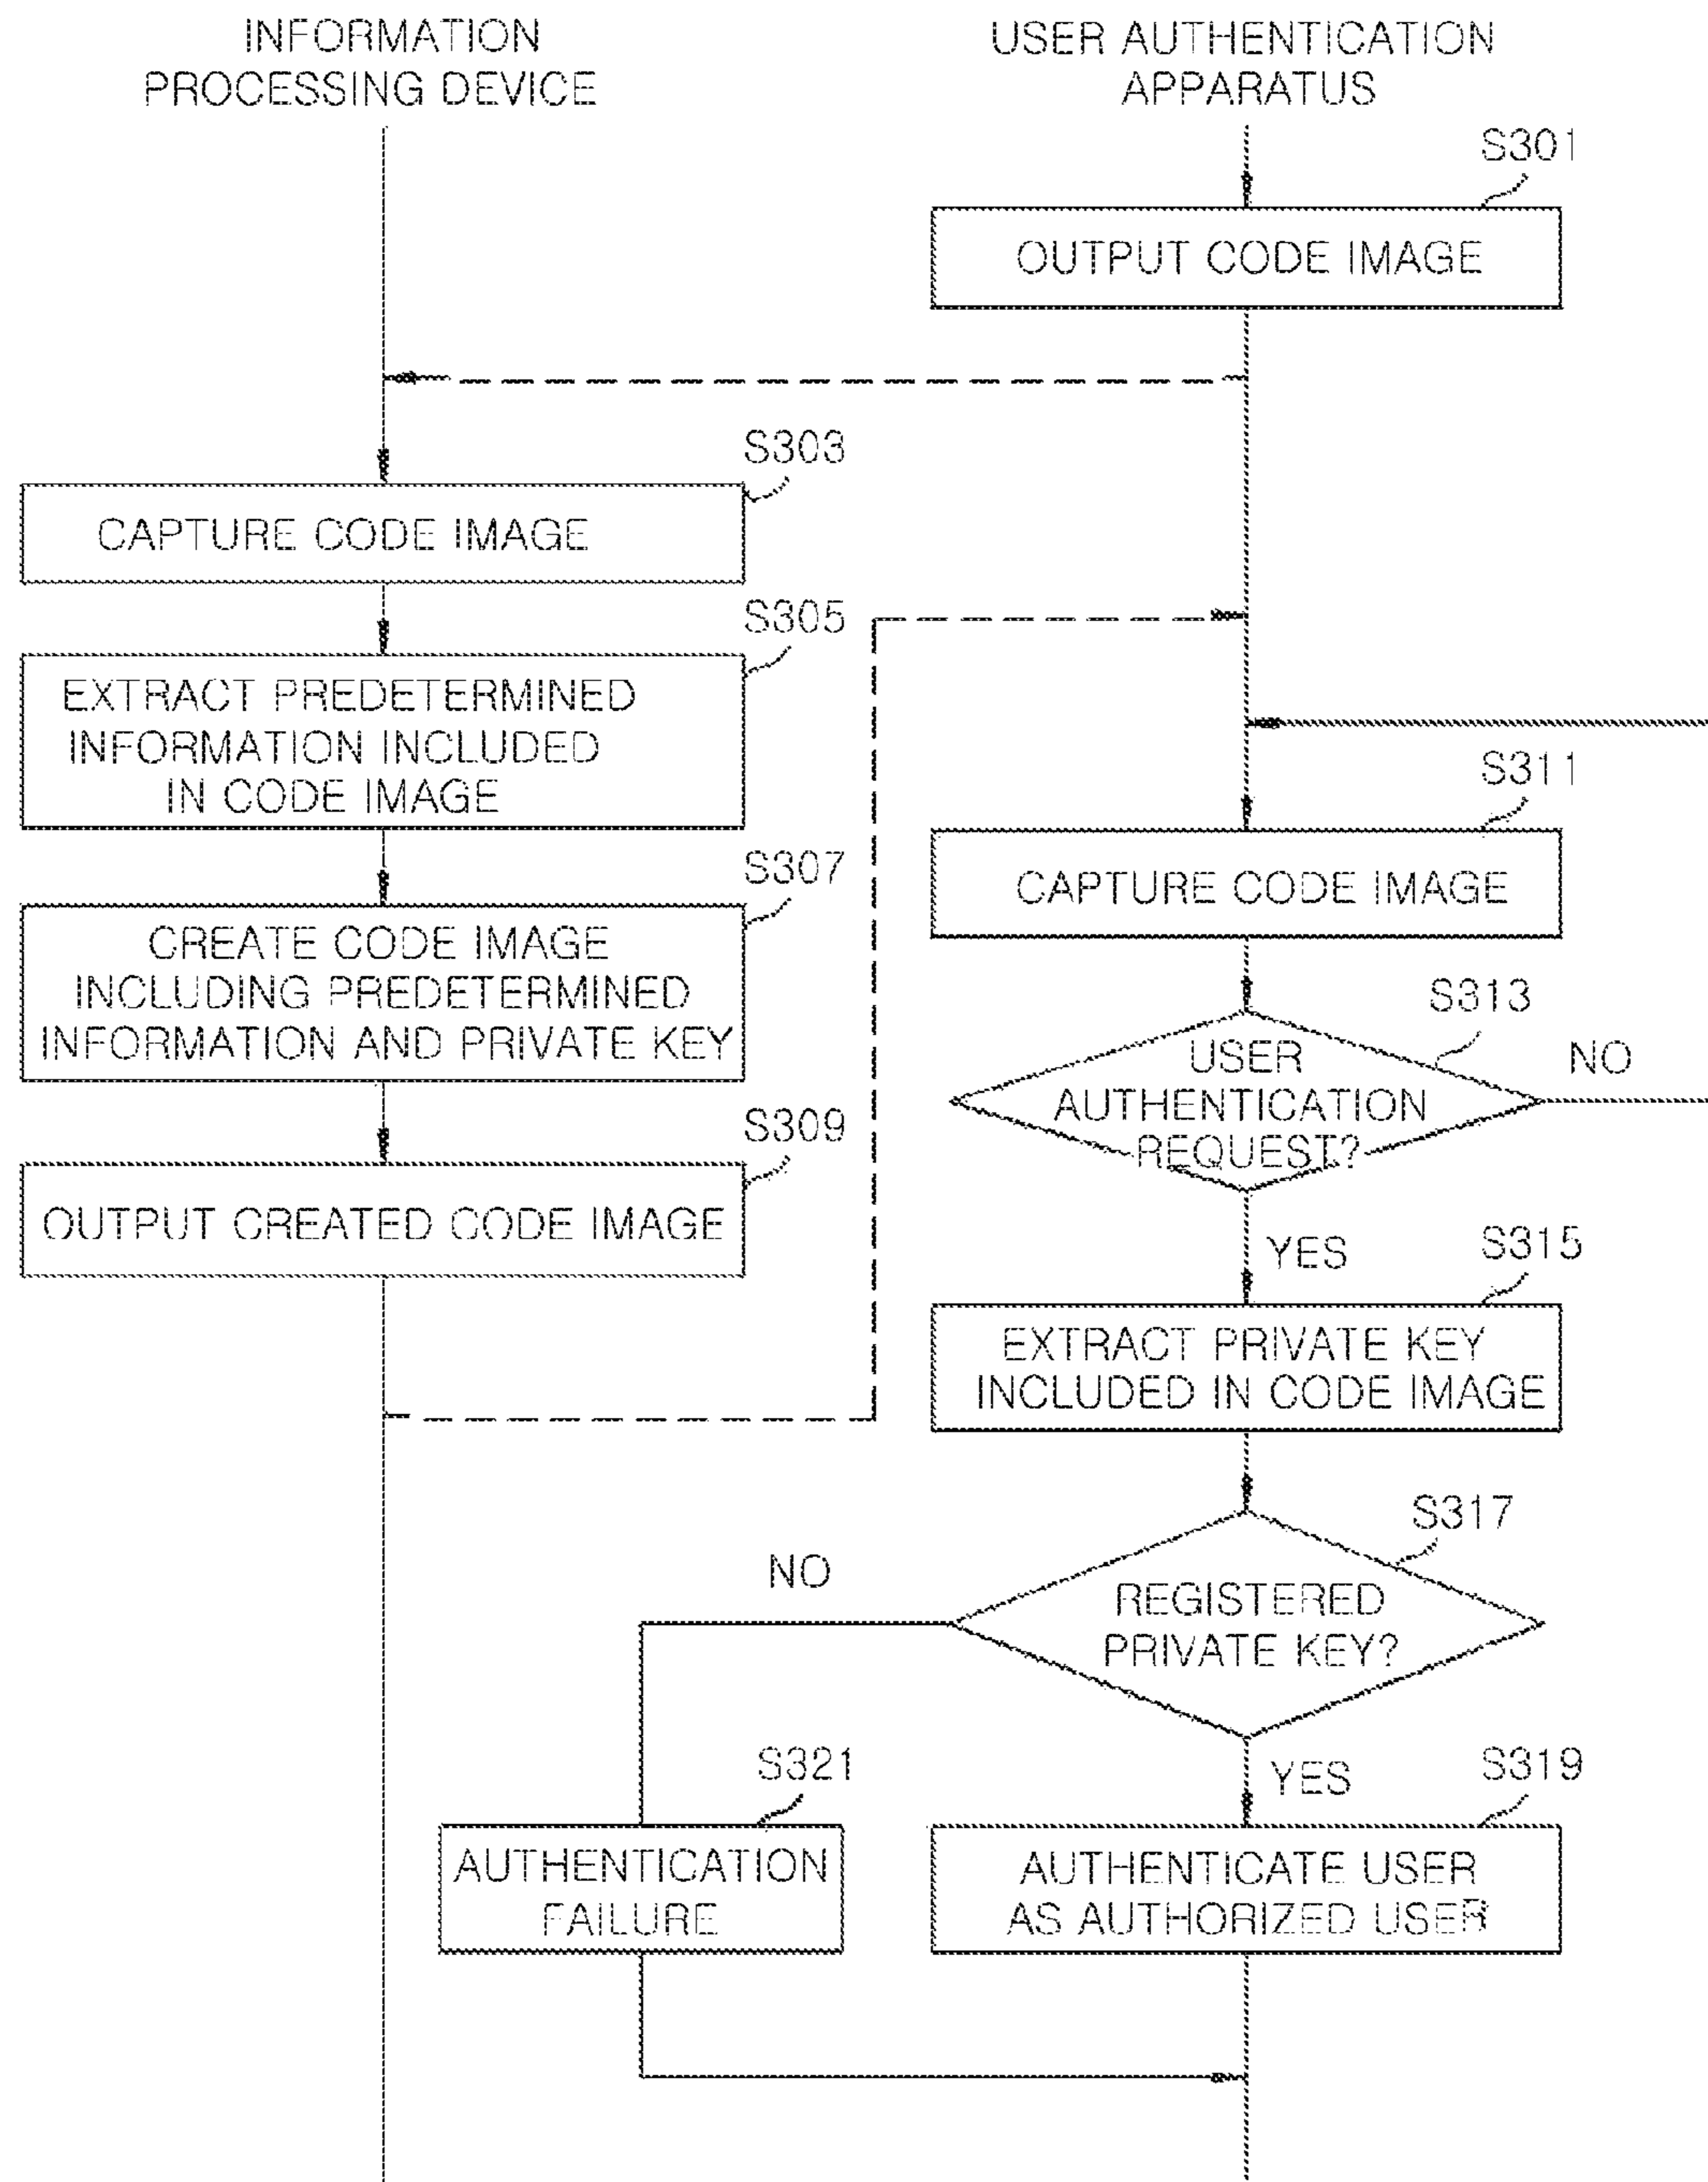 INFORMATION
PROCESSING DEVICE
USER AUTHENTICATION
APPARATUS
S301
OUTPUT CODE IMAGE
S303
CAPTURE CODE IMAGE
S305
EXTRACT PREDETERMINED
INFORMATION INCLUDED
IN CODE IMAGE
S307
CREATE CODE IMAGE
INCLUDING PREDETERMINED
INFORMATION AND PRIVATE KEY
S309
OUTPUT CREATED CODE IMAGE
S311
CAPTURE CODE IMAGE
S313
USER
AUTHENTICATION
REQUEST?
NO
YES
S315
EXTRACT PRIVATE KEY
INCLUDED IN CODE IMAGE
S317
REGISTERED
PRIVATE KEY?
NO
YES
S321
AUTHENTICATION
FAILURE
S319
AUTHENTICATE USER
AS AUTHORIZED USER